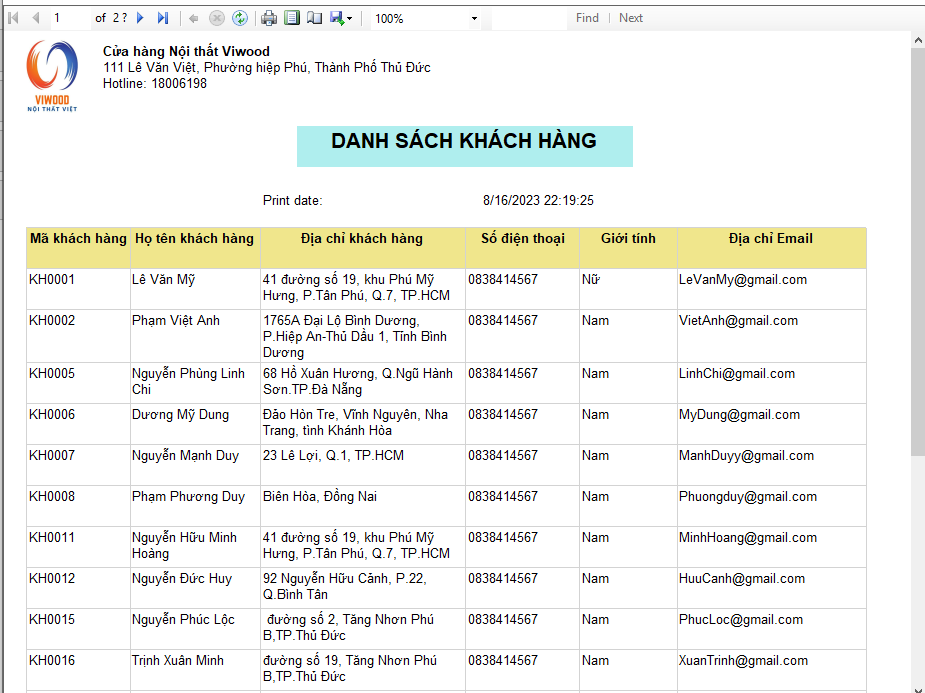 1 of 2 ? 100% Find | Next
Cửa hàng Nội thất Viwood
111 Lê Văn Việt, Phường hiệp Phú, Thành Phố Thủ Đức
Hotline: 18006198
VIWOOD
NỘI THẤT VIỆT
DANH SÁCH KHÁCH HÀNG
Print date: 8/16/2023 22:19:25
Mã khách hàng Họ tên khách hàng Địa chỉ khách hàng Số điện thoại Giới tính Địa chỉ Email
KH0001 Lê Văn Mỹ 41 đường số 19, khu Phú Mỹ 0838414567 Nữ LeVanMy@gmail.com
Hưng, P.Tân Phú, Q.7, TP.HCM
KH0002 Phạm Việt Anh 1765A Đại Lộ Bình Dương, 0838414567 Nam VietAnh@gmail.com
P.Hiệp An-Thủ Dầu 1, Tỉnh Bình
Dương
KH0005 Nguyễn Phùng Linh 68 Hồ Xuân Hương, Q.Ngũ Hành 0838414567 Nam LinhChi@gmail.com
Chi Sơn.TP.Đà Nẵng
KH0006 Dương Mỹ Dung Đảo Hòn Tre, Vĩnh Nguyên, Nha 0838414567 Nam MyDung@gmail.com
Trang, tỉnh Khánh Hòa
KH0007 Nguyễn Mạnh Duy 23 Lê Lợi, Q.1, TP.HCM 0838414567 Nam ManhDuyy@gmail.com
KH0008 Phạm Phương Duy Biên Hòa, Đồng Nai 0838414567 Nam Phuongduy@gmail.com
KH0011 Nguyễn Hữu Minh 41 đường số 19, khu Phú Mỹ 0838414567 Nam MinhHoang@gmail.com
Hoàng Hưng, P.Tân Phú, Q.7, TP.HCM
KH0012 Nguyễn Đức Huy 92 Nguyễn Hữu Cảnh, P.22, 0838414567 Nam HuuCanh@gmail.com
Q.Bình Tân
KH0015 Nguyễn Phúc Lộc đường số 2, Tăng Nhơn Phú 0838414567 Nam PhucLoc@gmail.com
B,TP.Thủ Đức
KH0016 Trịnh Xuân Minh đường số 19, Tăng Nhơn Phú 0838414567 Nam XuanTrinh@gmail.com
B,TP.Thủ Đức